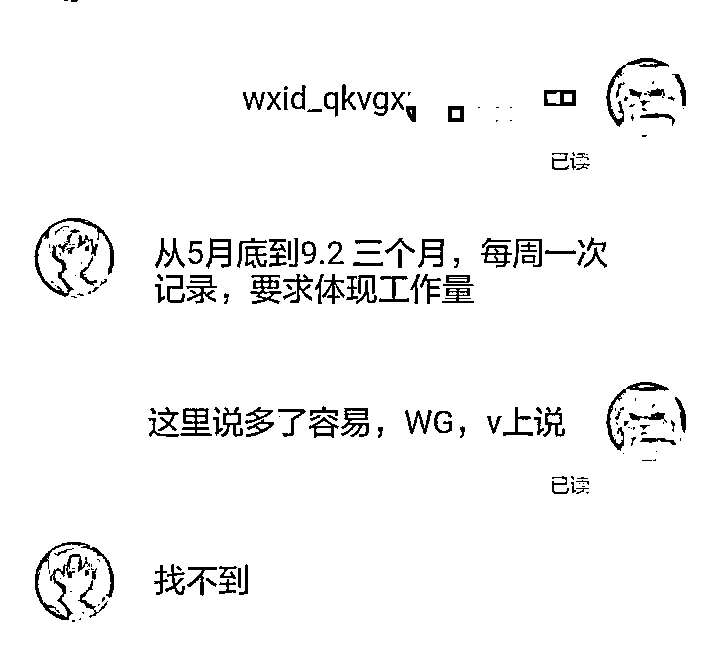 wxid_qkvgx
已读
从5月底到9.2 三个月，每周一次
记录，要求体现工作量
这里说多了容易，WG，v上说
已读
找不到